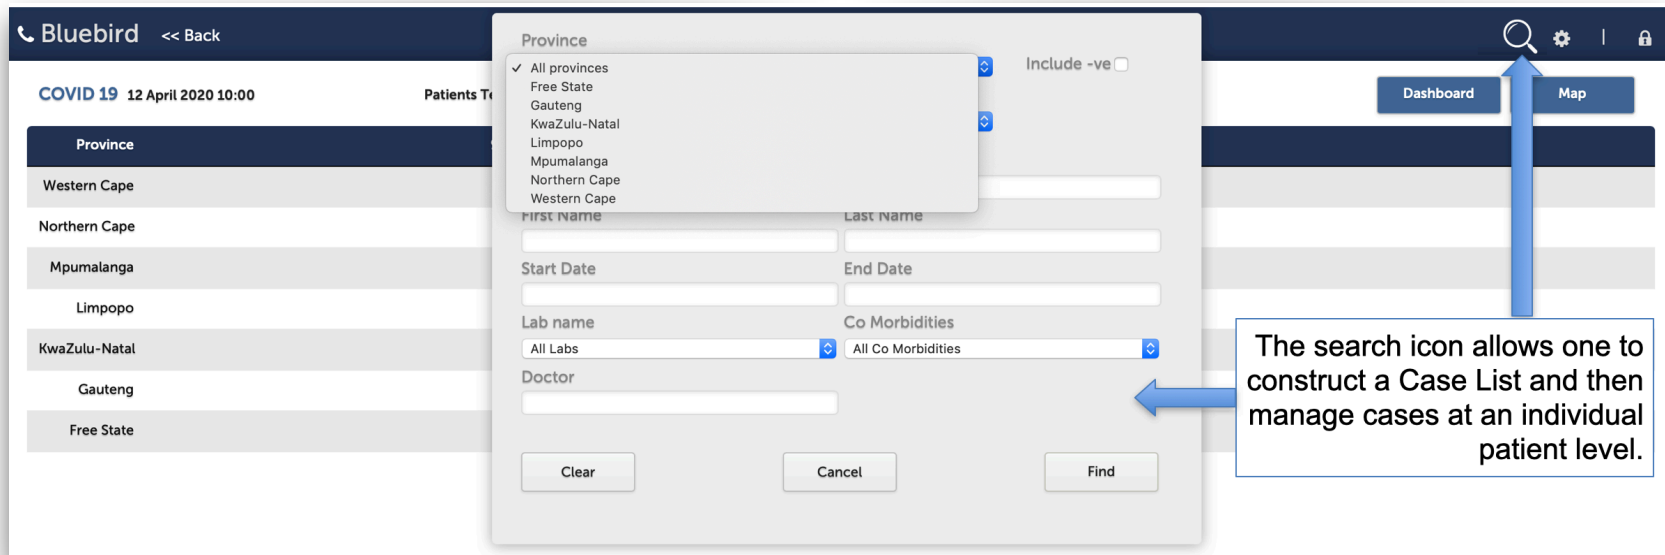 Bluebird << Back
Province
All provinces
Free State
Gauteng
KwaZulu-Natal
Limpopo
Mpumalanga
Northern Cape
Western Cape
Include -ve
COVID 19 12 April 2020 10:00
Patients
Dashboard
Map
Province
Western Cape
Northern Cape
Mpumalanga
Limpopo
KwaZulu-Natal
Gauteng
Free State
First Name
Last Name
Start Date
End Date
Lab name
Co Morbidities
All Labs
All Co Morbidities
Doctor
Clear
Cancel
Find
The search icon allows one to
construct a Case List and then
manage cases at an individual
patient level.